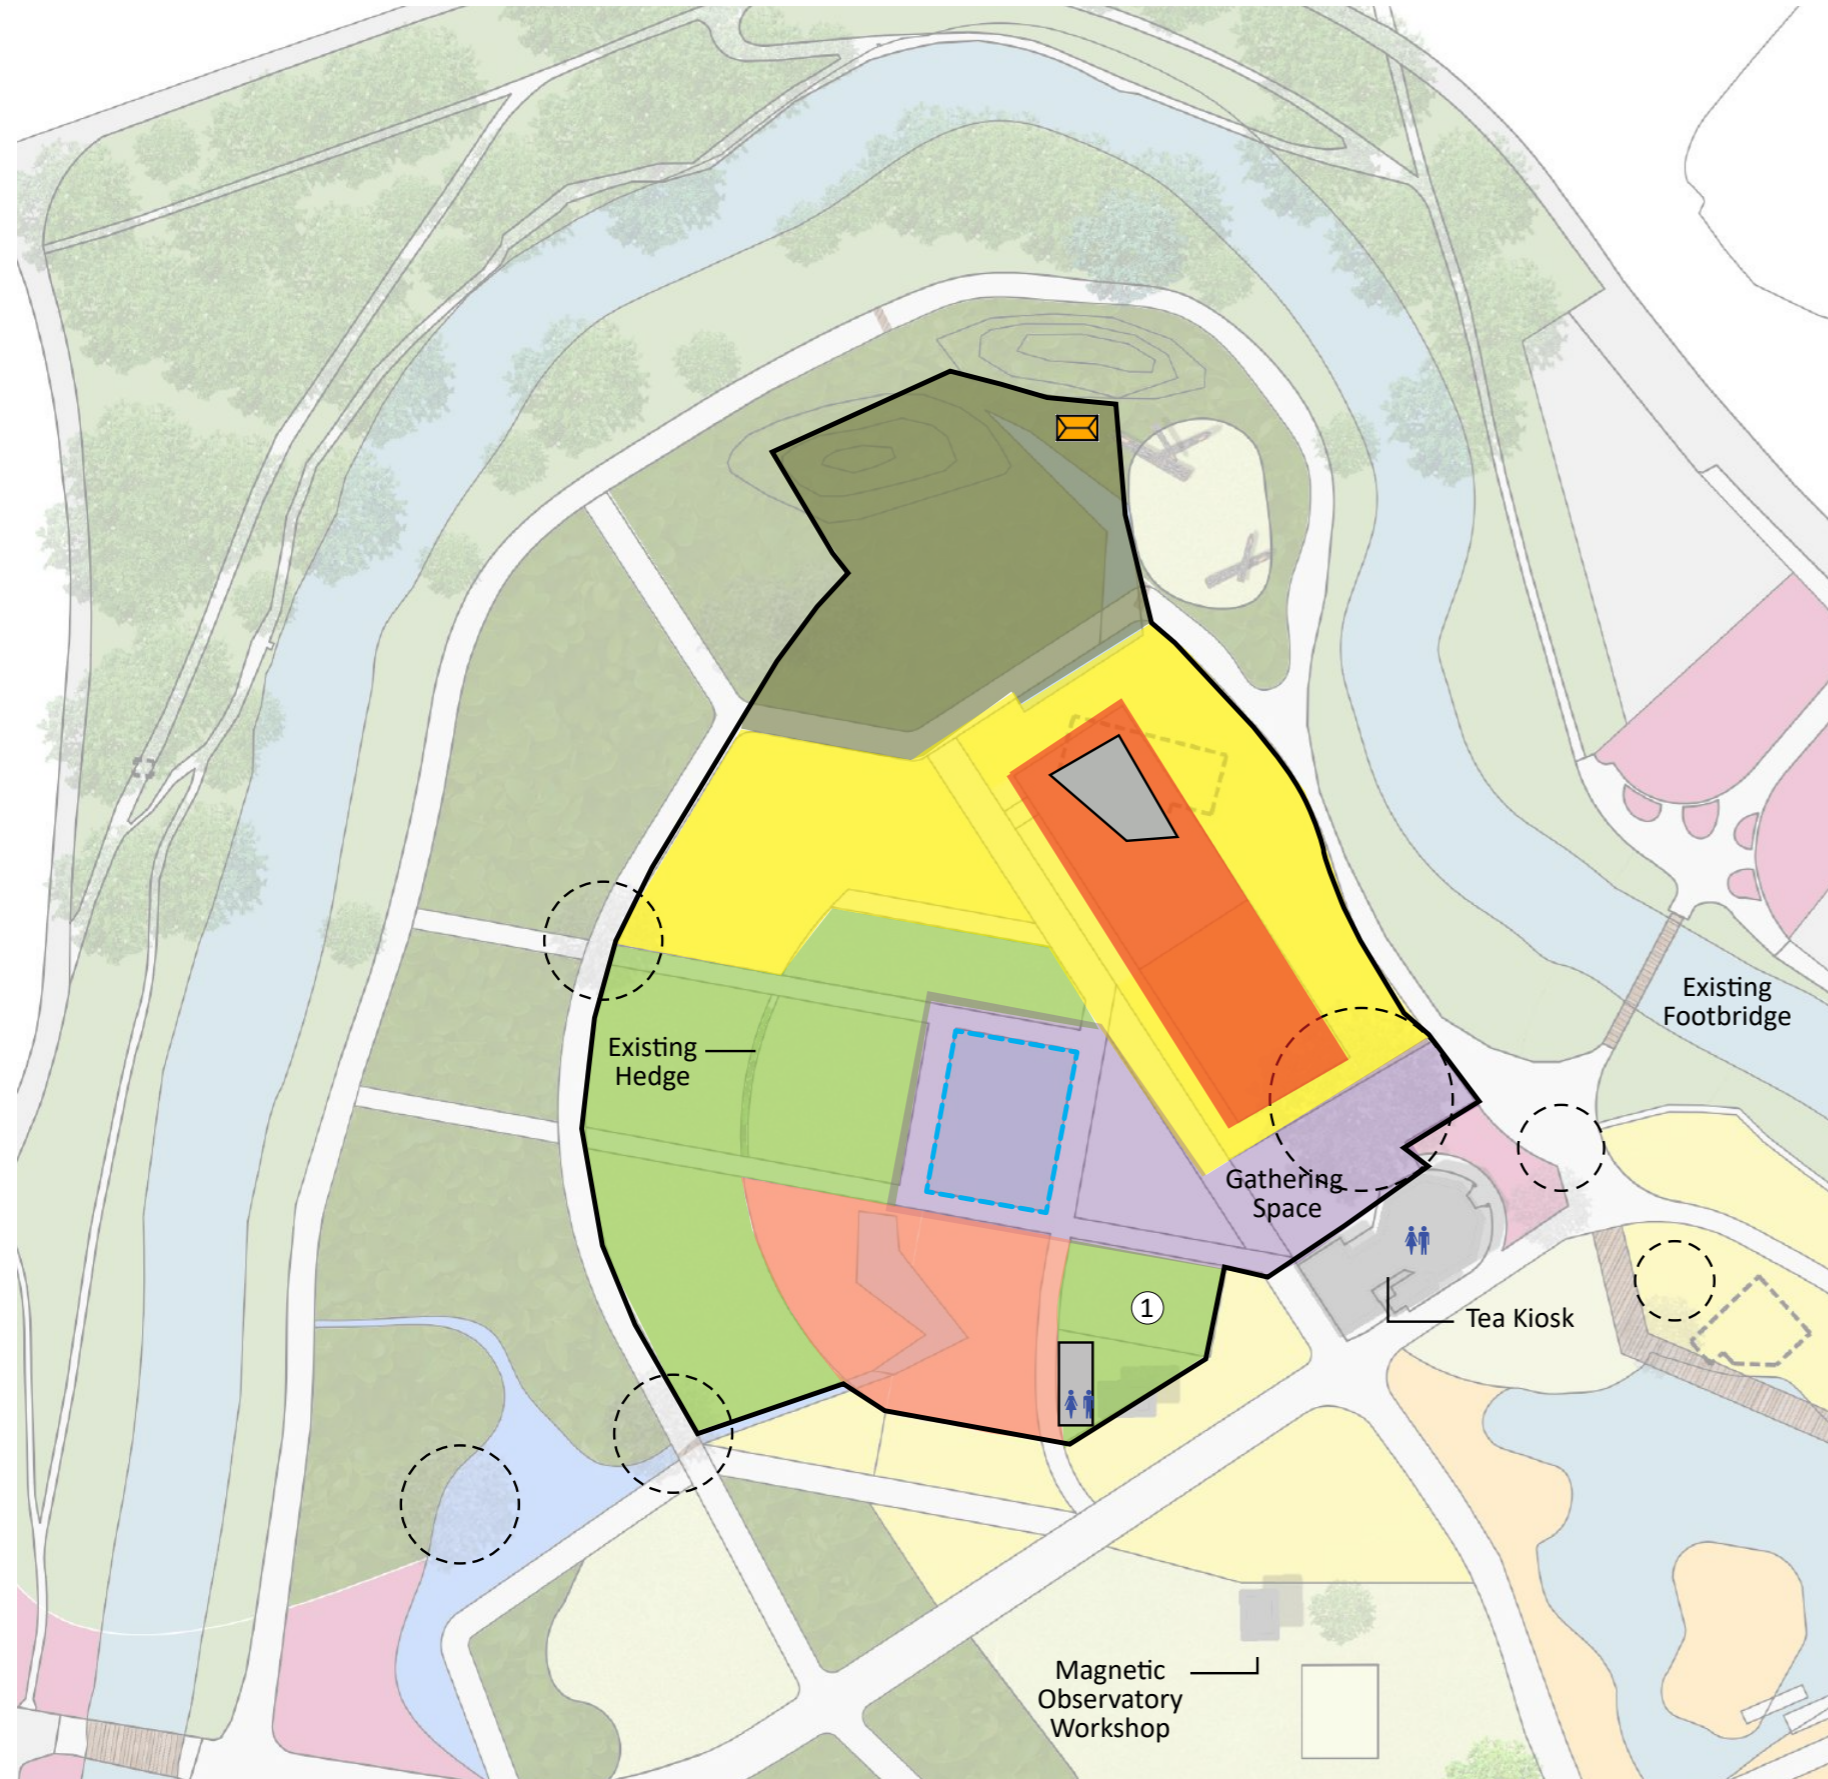 Existing
Footbridge
Existing
Hedge
Gathering
Space
1
Tea Kiosk
Magnetic
Observatory
Workshop